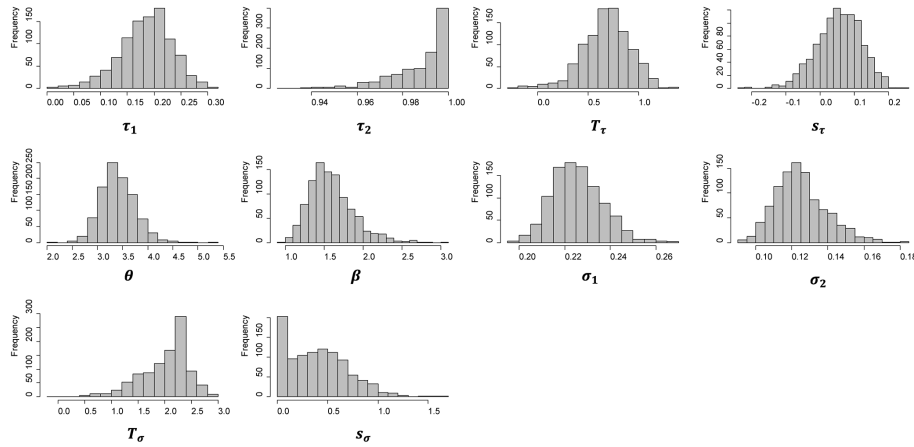 Frequency
0 50 100 150
0.00 0.05 0.10 0.15 0.20 0.25 0.30
τ1
Frequency
0 100 200 300 400
0.94 0.96 0.98 1.00
τ2
Frequency
0 50 100 150
0.0 0.5 1.0
Tτ
Frequency
0 20 40 60 80 100
-0.2 -0.1 0.0 0.1 0.2
sτ
Frequency
0 50 100 150 200 250
2.0 2.5 3.0 3.5 4.0 4.5 5.0 5.5
θ
Frequency
0 50 100 150
1.0 1.5 2.0 2.5 3.0
β
Frequency
0 50 100 150
0.20 0.22 0.24 0.26
σ1
Frequency
0 50 100 150
0.10 0.12 0.14 0.16 0.18
σ2
Frequency
0 100 200 300
0.0 0.5 1.0 1.5 2.0 2.5 3.0
Tσ
Frequency
0 50 100 150
0.0 0.5 1.0 1.5
sσ